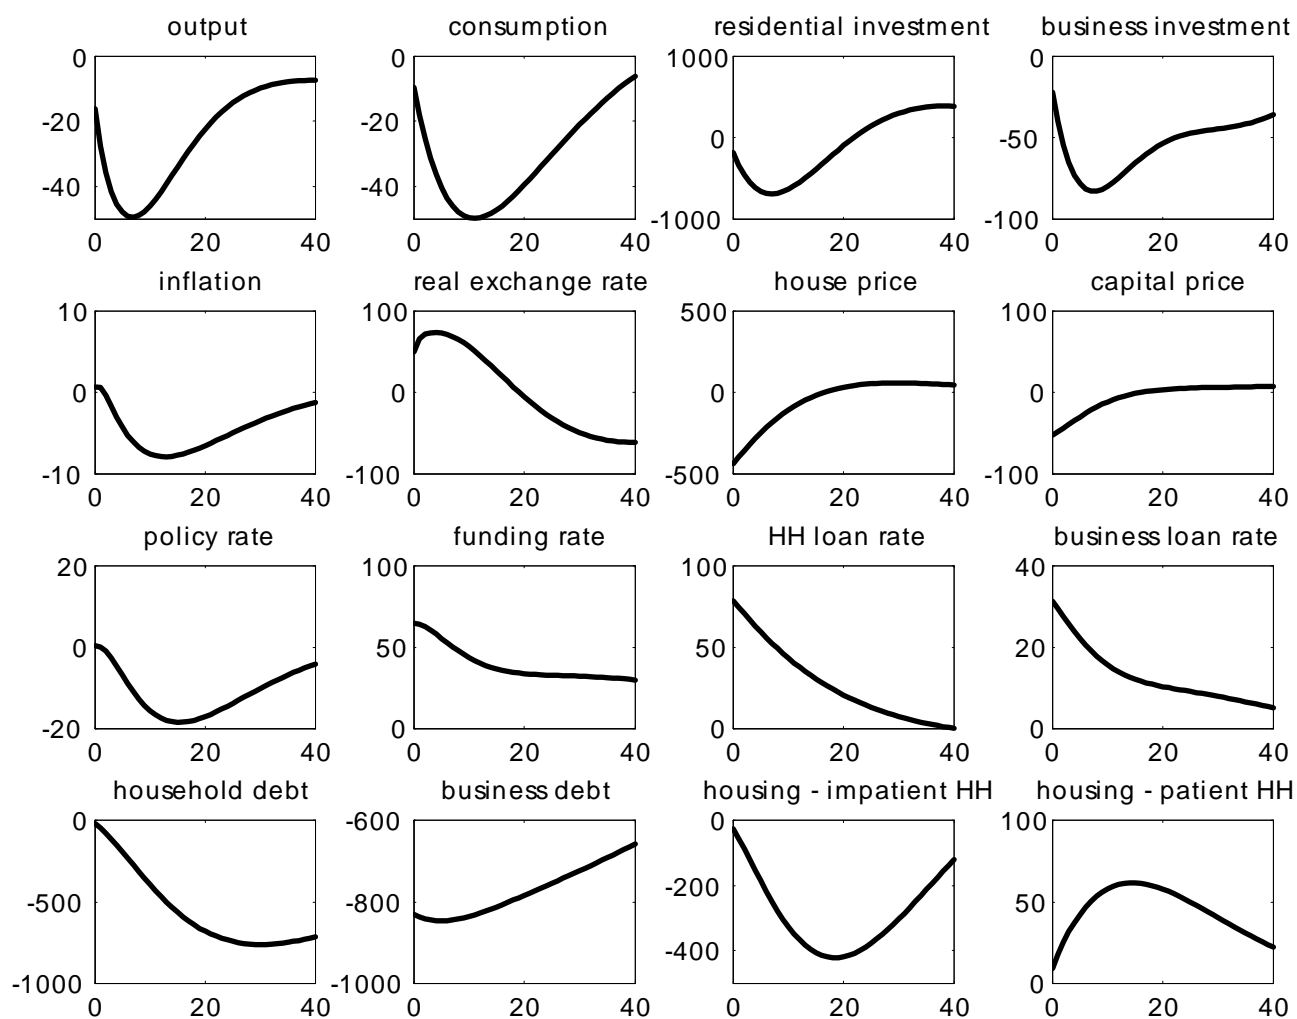 output consumption residential investment business investment
0 0 1000 0
-20 -20 0 -50
-40 -40 -1000 -100
0 20 40 0 20 40 0 20 40 0 20 40
inflation real exchange rate house price capital price
10 100 500 100
0 0 0 0
-10 -100 -500 -100
0 20 40 0 20 40 0 20 40 0 20 40
policy rate funding rate HH loan rate business loan rate
20 100 100 40
0 50 50 20
-20 0 0 0
0 20 40 0 20 40 0 20 40 0 20 40
household debt business debt housing - impatient HH housing - patient HH
0 -600 0 100
-500 -800 -200 50
-1000 -1000 -400 0
0 20 40 0 20 40 0 20 40 0 20 40